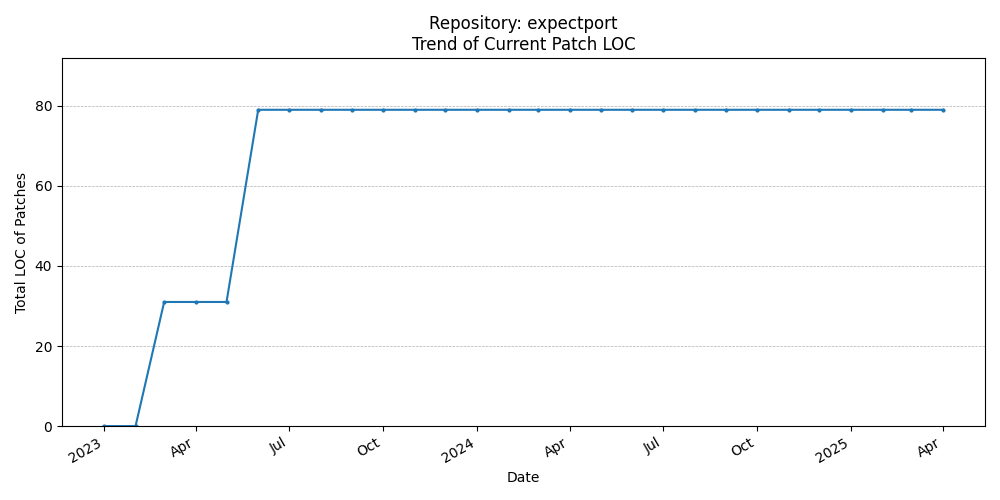 Repository: expectport
Trend of Current Patch LOC
Total LOC of Patches
80
60
40
20
0
2023
Apr
Jul
Oct
2024
Apr
Jul
Oct
2025
Apr
Date